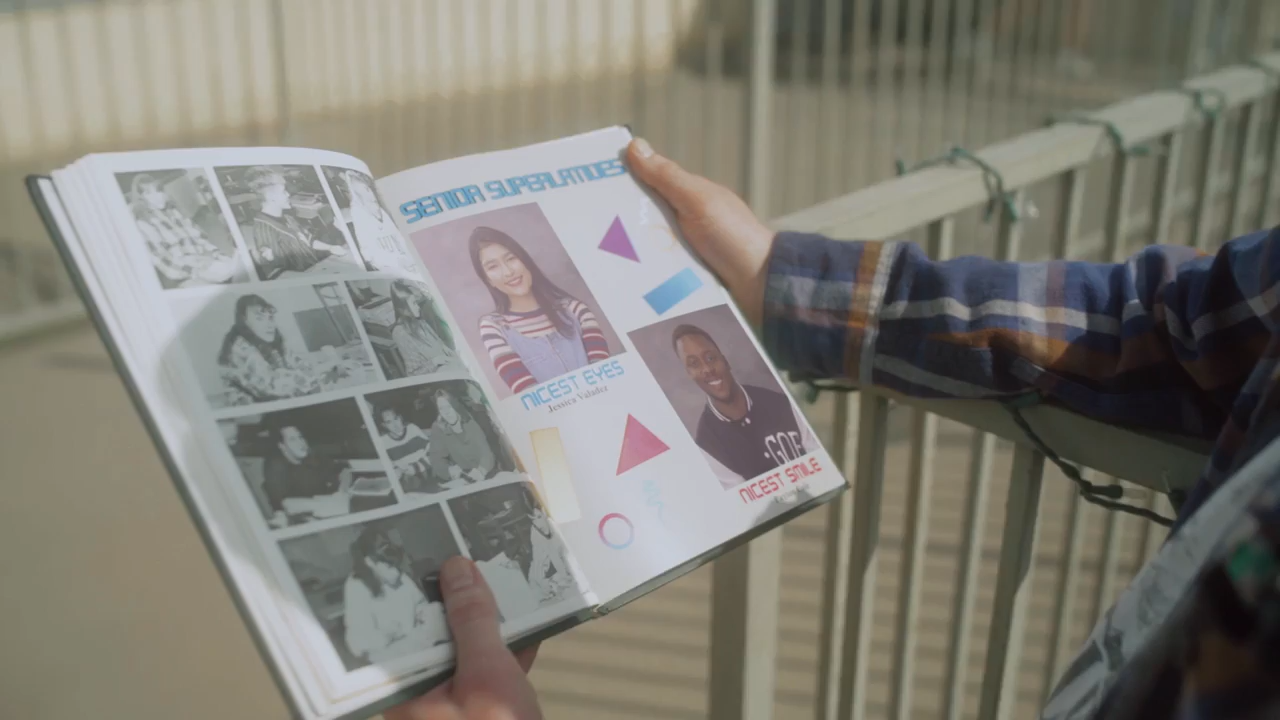 SENIOR SUPERLATIVES
NICEST EYES
Jessica Valadez
NICEST SMILE